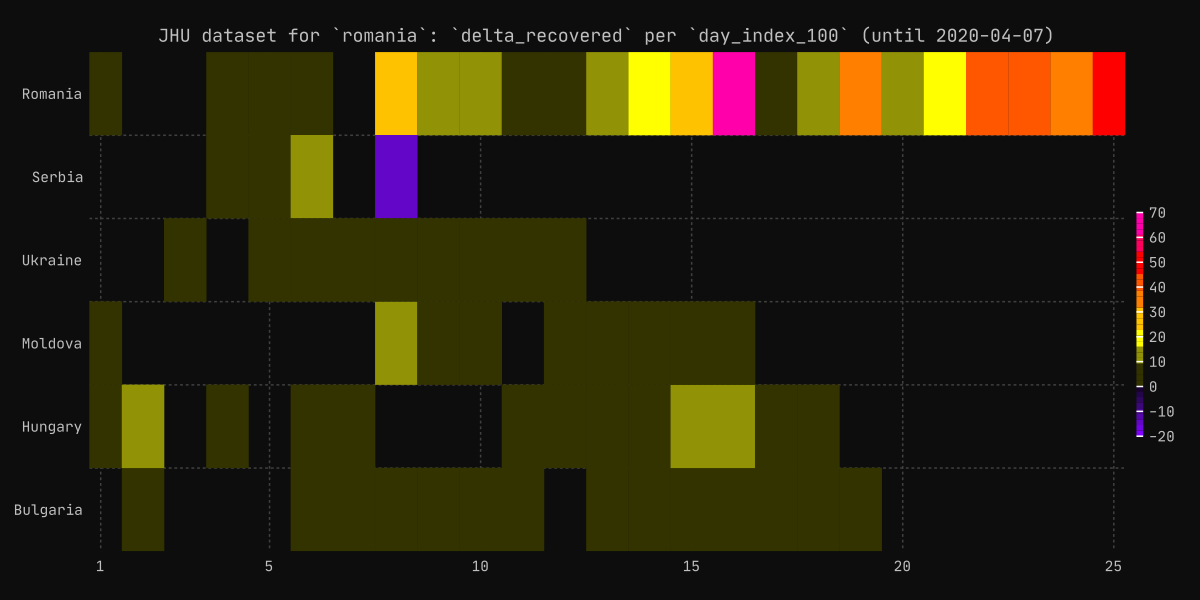 JHU dataset for `romania`: `delta_recovered` per `day_index_100` (until 2020-04-07)
Romania
Serbia
Ukraine
Moldova
Hungary
Bulgaria
1 5 10 15 20 25
70
60
50
40
30
20
10
0
-10
-20